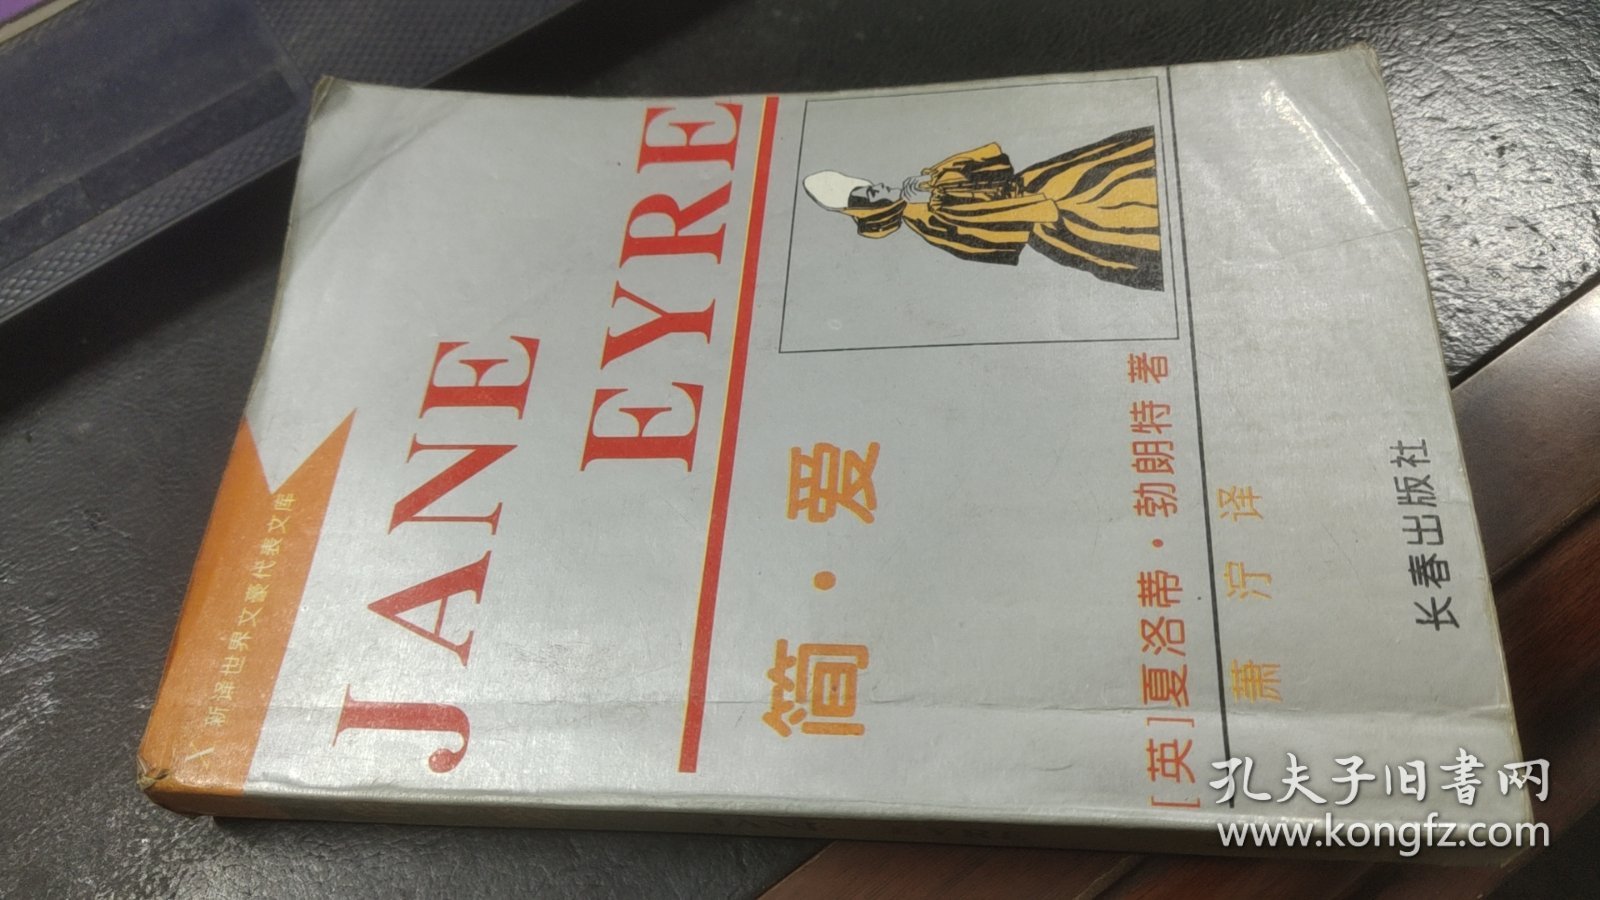 X 新译世界文豪代表文库
JANE
EYRE
简·爱
[英]夏洛蒂·勃朗特 著
萧 泞 译
长春出版社
JANE EYRE
孔夫子旧书网
www.kongfz.com